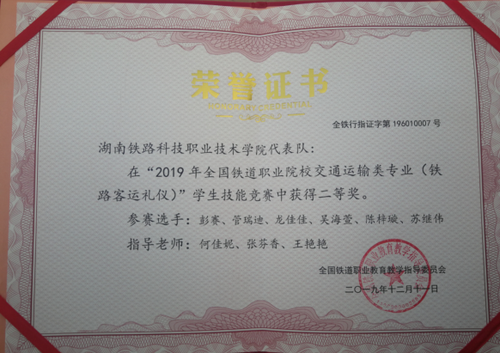 荣誉证书
全铁行指证字第 196010007 号
湖南铁路科技职业技术学院代表队：
在“2019 年全国铁道职业院校交通运输类专业（铁
路客运礼仪）”学生技能竞赛中获得二等奖。
参赛选手：彭赛、管瑞迪、龙佳佳、吴海萱、陈梓璇、苏继伟
指导老师：何佳妮、张芬香、王艳艳
全国铁道职业教育教学指导委员会
二〇一九年十二月十一日